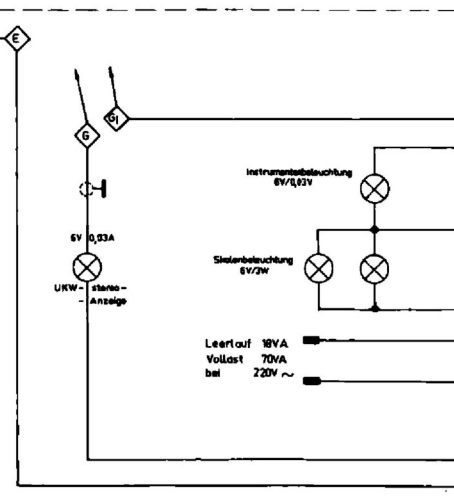 E
G
G1
Instrumentebeleuchtung
6V/0,03V
6V 0,03A
UKW- stereo-
- Anzeige
Skalenbeleuchtung
6V/3W
Leerlauf 18VA
Vollast 70VA
bei 220V ~